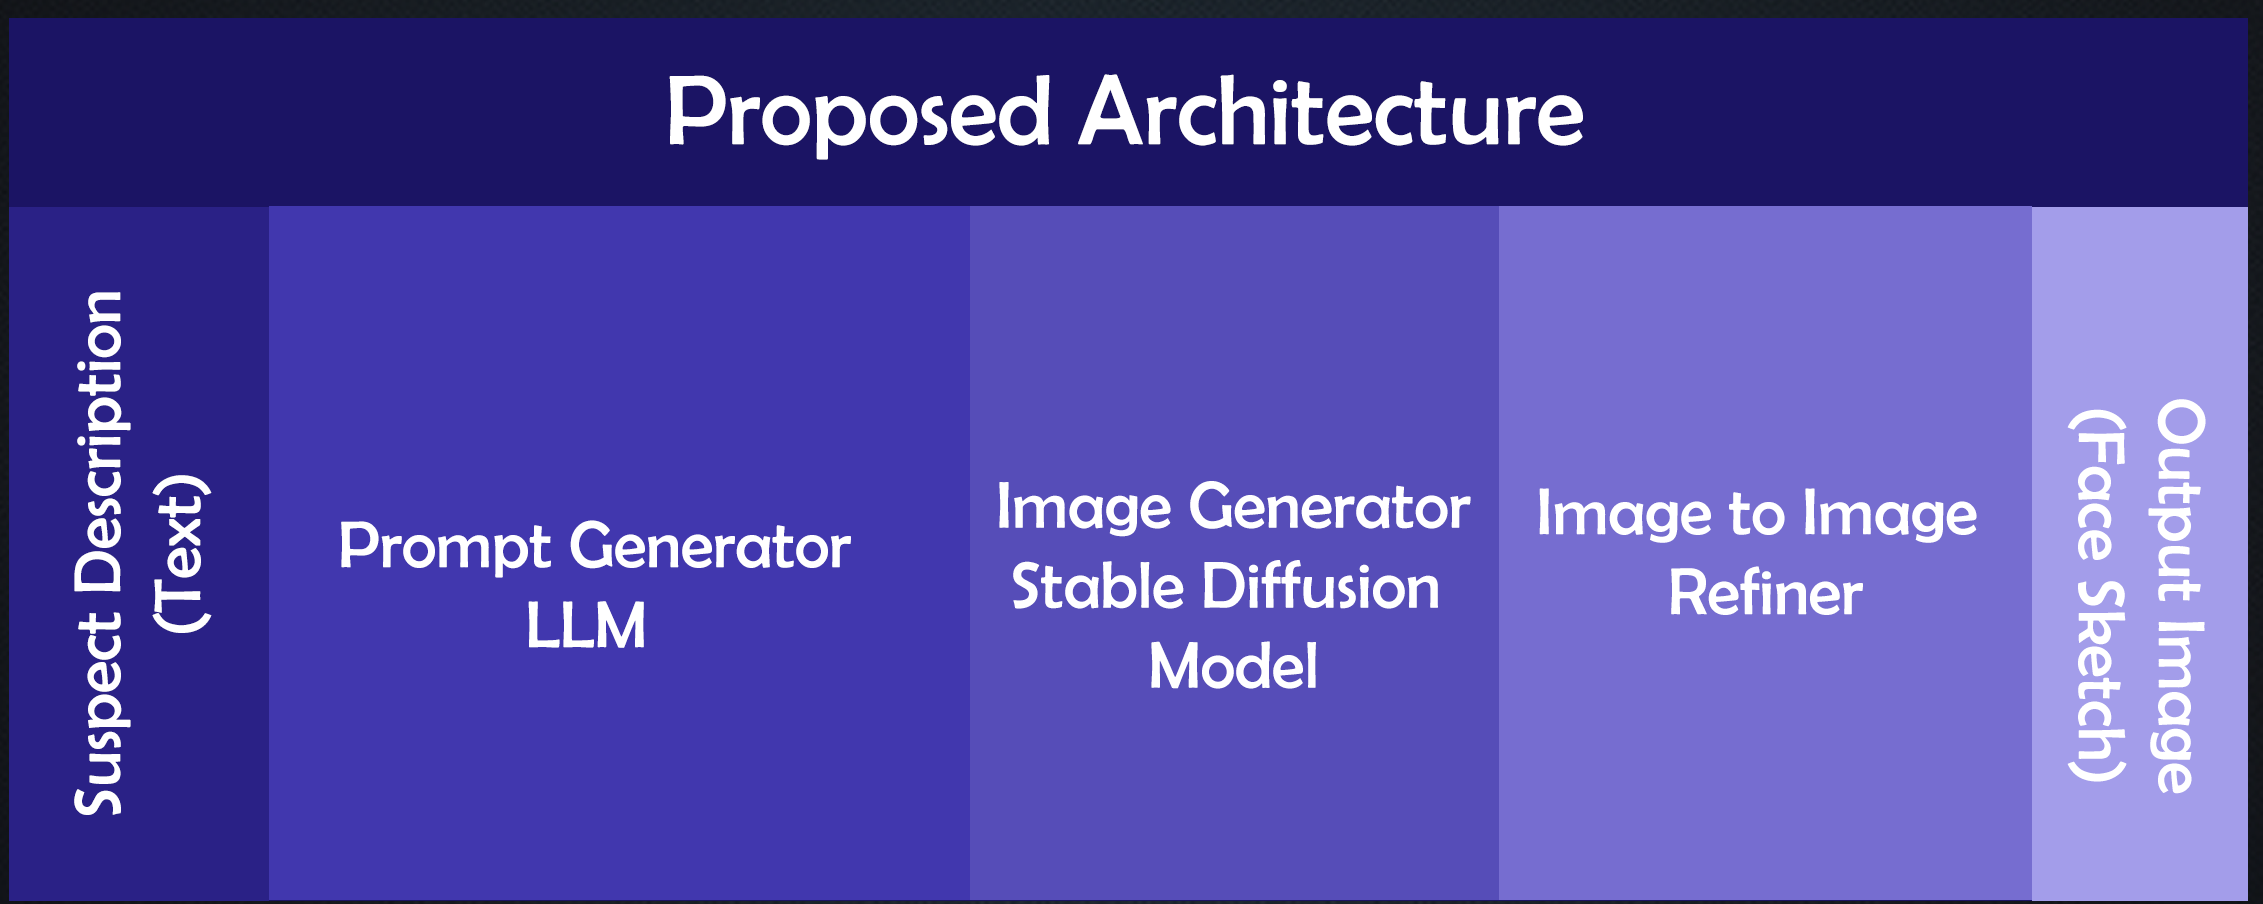 Proposed Architecture
Suspect Description
(Text)
Prompt Generator
LLM
Image Generator
Stable Diffusion
Model
Image to Image
Refiner
Output Image
(Face Sketch)